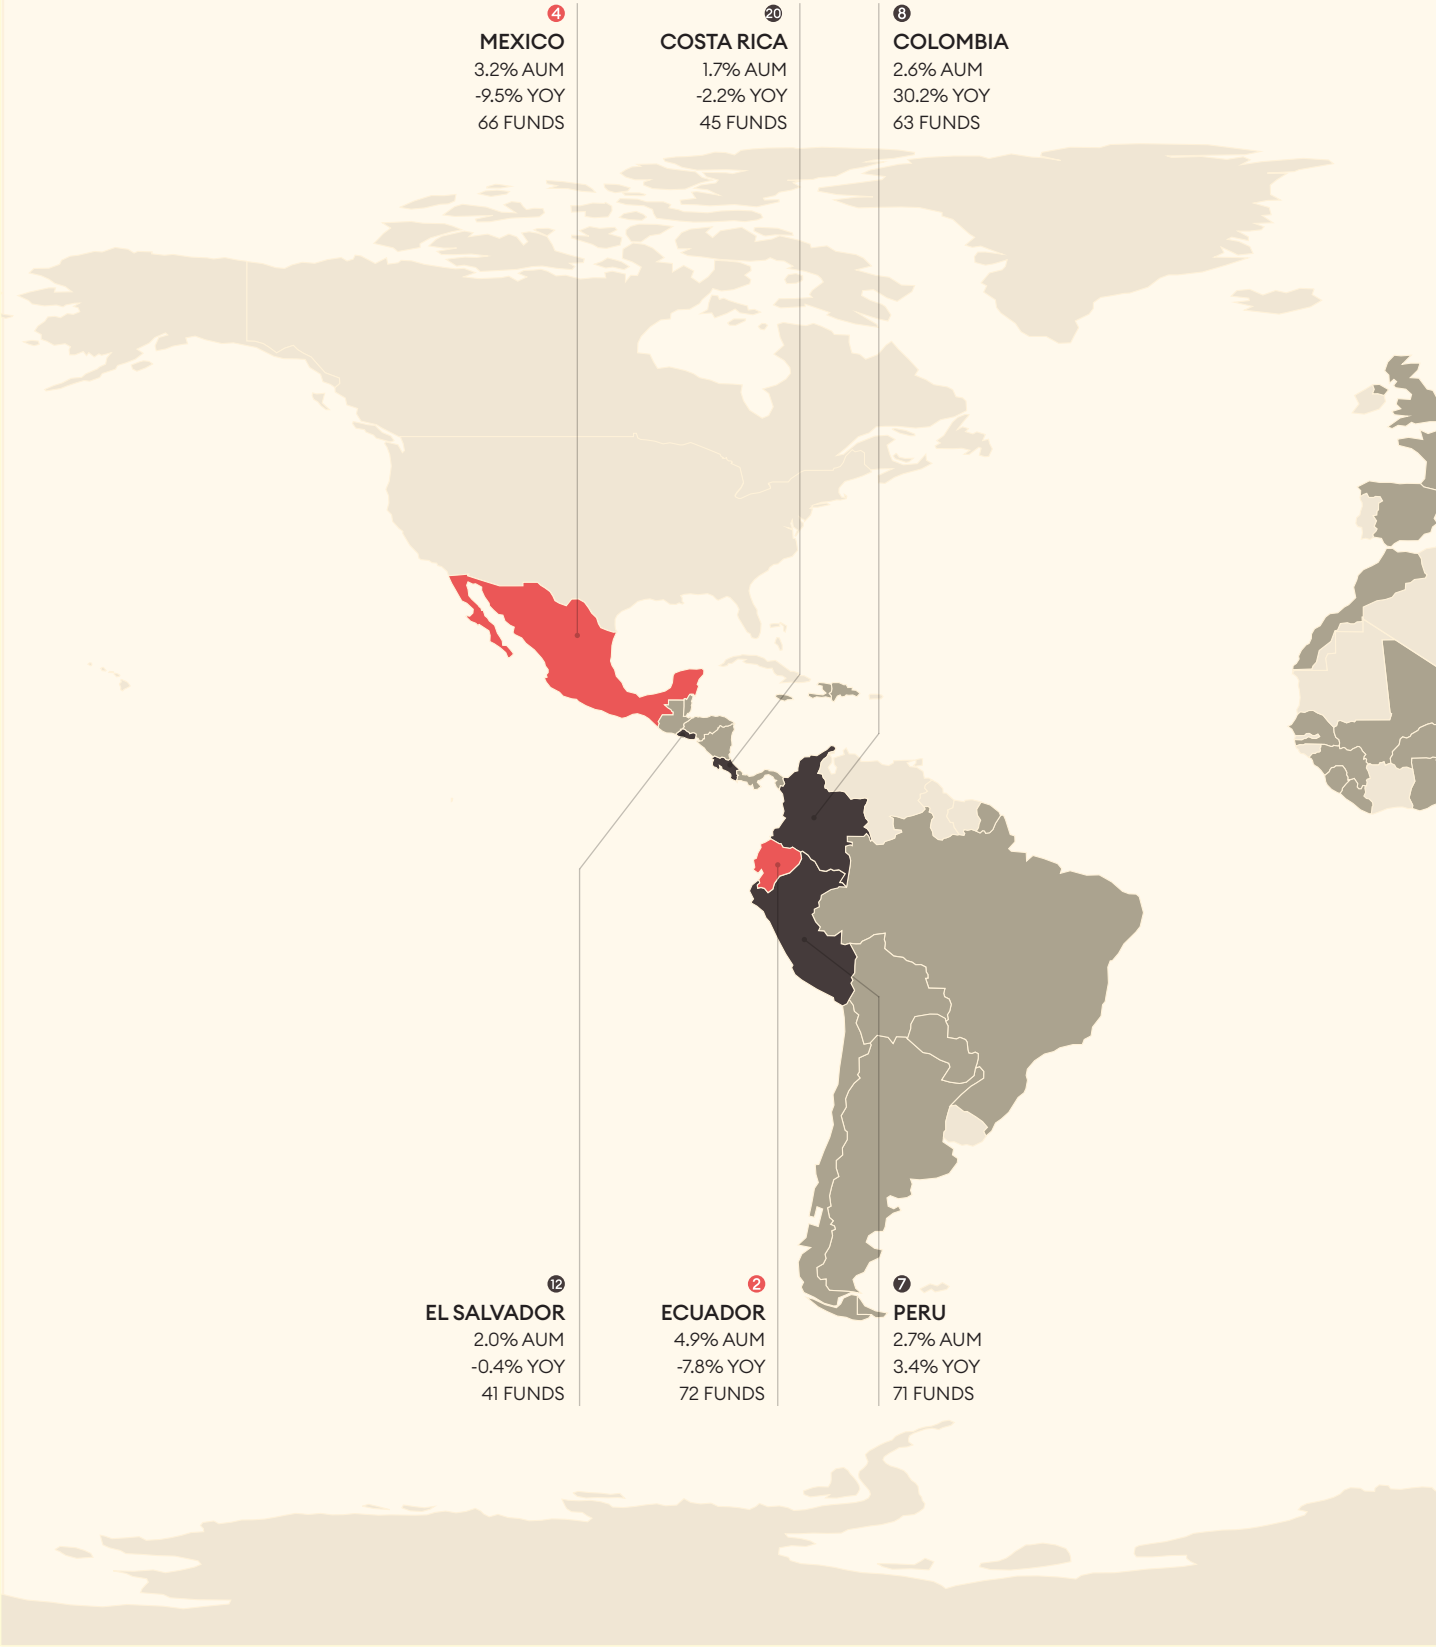 4
MEXICO
3.2% AUM
-9.5% YOY
66 FUNDS
20
COSTA RICA
1.7% AUM
-2.2% YOY
45 FUNDS
8
COLOMBIA
2.6% AUM
30.2% YOY
63 FUNDS
12
EL SALVADOR
2.0% AUM
-0.4% YOY
41 FUNDS
2
ECUADOR
4.9% AUM
-7.8% YOY
72 FUNDS
7
PERU
2.7% AUM
3.4% YOY
71 FUNDS